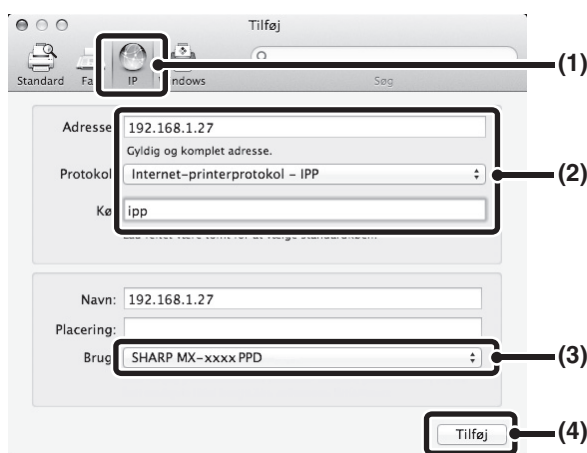 Tilføj
(1)
Standard Fa IP ndows Søg
Adresse 192.168.1.27
Gyldig og komplet adresse.
Protokol Internet-printerprotokol – IPP (2)
Kø ipp
Navn: 192.168.1.27
Placering:
Brug SHARP MX-xxxx PPD (3)
Tilføj (4)